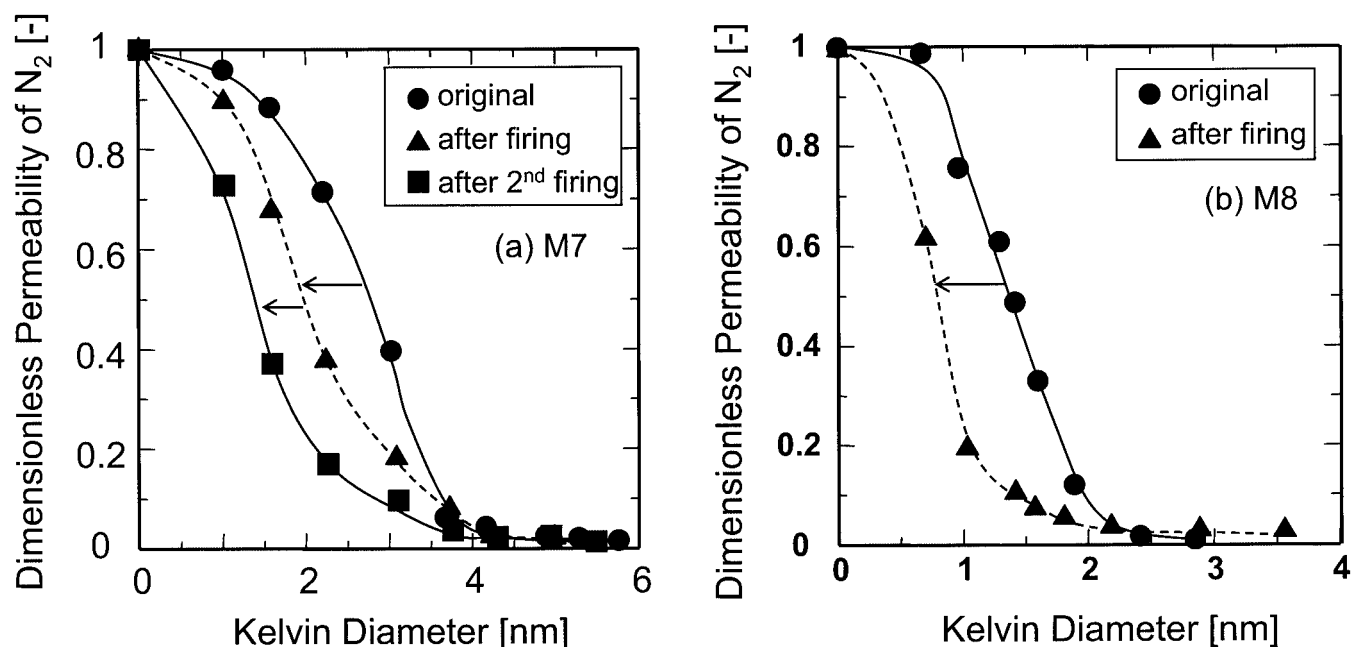 Dimensionless Permeability of N2 [-]
1
0.8
0.6
0.4
0.2
0
0
2
4
6
original
after firing
after 2nd firing
(a) M7
Kelvin Diameter [nm]
Dimensionless Permeability of N2 [-]
1
0.8
0.6
0.4
0.2
0
0
1
2
3
4
original
after firing
(b) M8
Kelvin Diameter [nm]